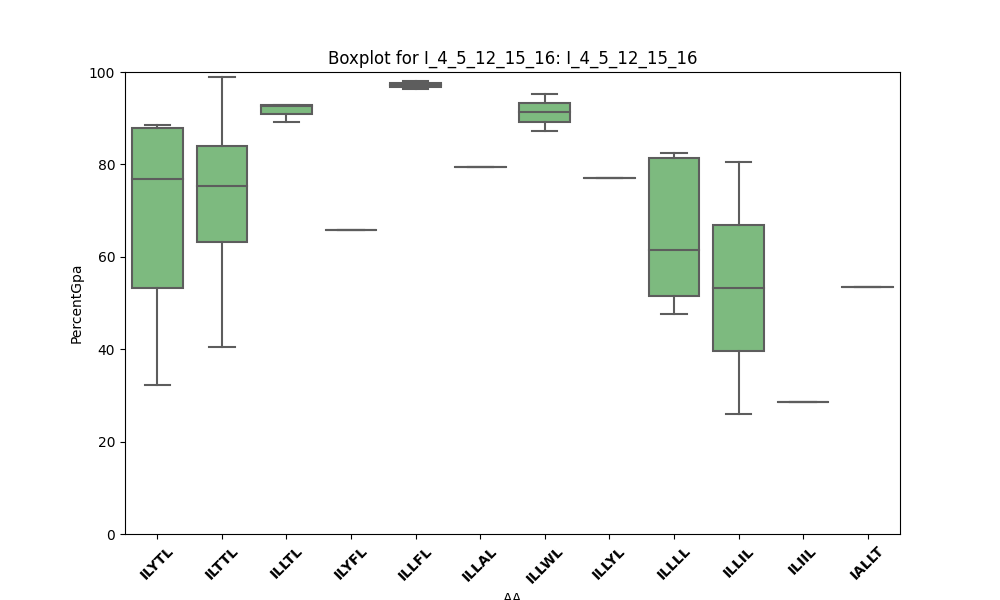 Boxplot for I_4_5_12_15_16: I_4_5_12_15_16
100
80
60
40
20
0
PercentGpa
ILYTL
ILTTL
ILLTL
ILYFL
ILLFL
ILLAL
ILLWL
ILLYL
ILLLL
ILLIL
ILIIL
IALLT
AA